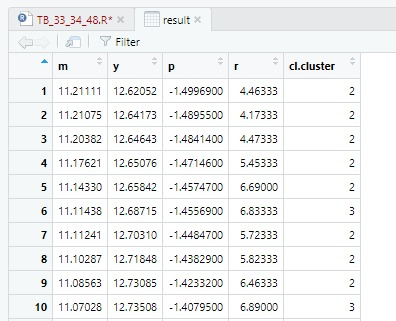 TB_33_34_48.R* result
Filter
m y p r cl.cluster
1 11.21111 12.62052 -1.4996900 4.46333 2
2 11.21075 12.64173 -1.4895500 4.17333 2
3 11.20382 12.64643 -1.4841400 4.47333 2
4 11.17621 12.65076 -1.4714600 5.45333 2
5 11.14330 12.65842 -1.4574700 6.69000 2
6 11.11438 12.68715 -1.4556900 6.83333 3
7 11.11241 12.70310 -1.4484700 5.72333 2
8 11.10287 12.71848 -1.4382900 5.82333 2
9 11.08563 12.73085 -1.4233200 6.46333 2
10 11.07028 12.73508 -1.4079500 6.89000 3